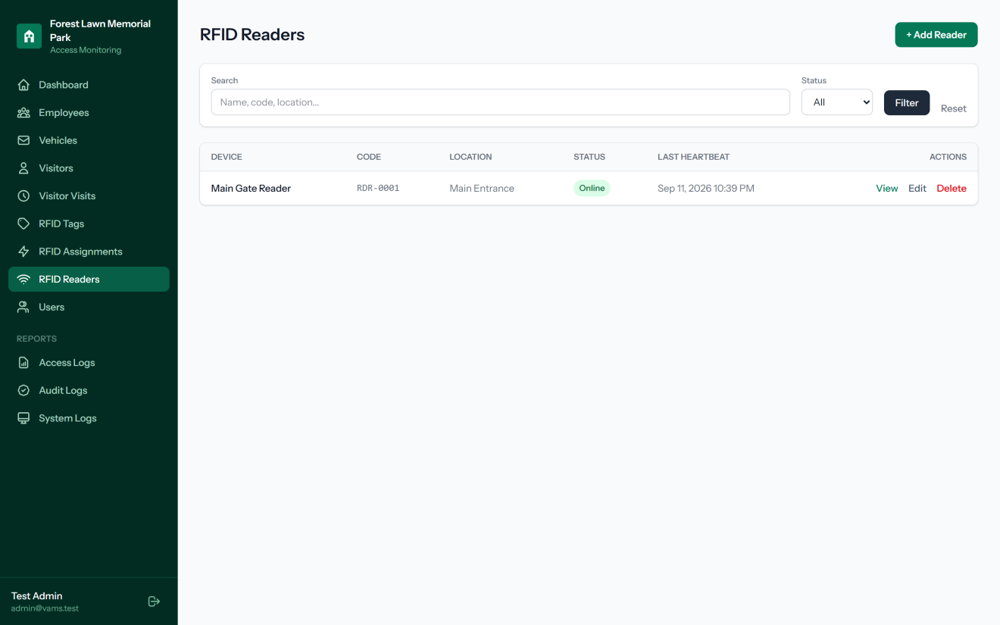 Forest Lawn Memorial
Park
Access Monitoring
Dashboard
Employees
Vehicles
Visitors
Visitor Visits
RFID Tags
RFID Assignments
RFID Readers
Users
REPORTS
Access Logs
Audit Logs
System Logs
Test Admin
admin@vams.test
RFID Readers
+ Add Reader
Search
Name, code, location...
Status
All
Filter
Reset
DEVICE CODE LOCATION STATUS LAST HEARTBEAT ACTIONS
Main Gate Reader RDR-0001 Main Entrance Online Sep 11, 2026 10:39 PM View Edit Delete